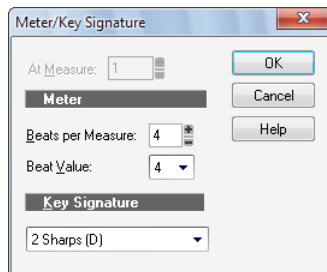 Meter/Key Signature
At Measure: 1
OK
Meter
Cancel
Beats per Measure: 4
Help
Beat Value: 4
Key Signature
2 Sharps (D)